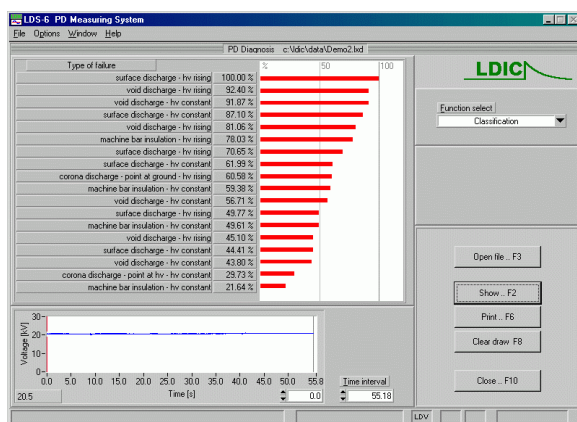 LDS-6 PD Measuring System
File Options Window Help
PD Diagnosis c:\ldic\data\Demo2.lxd
Type of failure
% 50 100
surface discharge - hv rising 100.00 %
void discharge - hv rising 92.40 %
void discharge - hv constant 91.87 %
surface discharge - hv constant 87.10 %
void discharge - hv rising 81.06 %
machine bar insulation - hv rising 78.03 %
surface discharge - hv rising 70.65 %
surface discharge - hv constant 61.99 %
corona discharge - point at ground - hv rising 60.58 %
machine bar insulation - hv constant 59.38 %
void discharge - hv constant 56.71 %
surface discharge - hv rising 49.77 %
machine bar insulation - hv constant 49.61 %
void discharge - hv rising 45.10 %
surface discharge - hv constant 44.41 %
void discharge - hv constant 43.80 %
corona discharge - point at hv - hv constant 29.73 %
machine bar insulation - hv constant 21.64 %
LDIC
Function select
Classification
Open file .. F3
Show .. F2
Print .. F6
Clear draw F8
Close .. F10
Voltage [kV]
30
20
10
0
0.0 5.0 10.0 15.0 20.0 25.0 30.0 35.0 40.0 45.0 50.0 55.8
Time [s]
20.5
0.0
Time interval
55.18
LDV